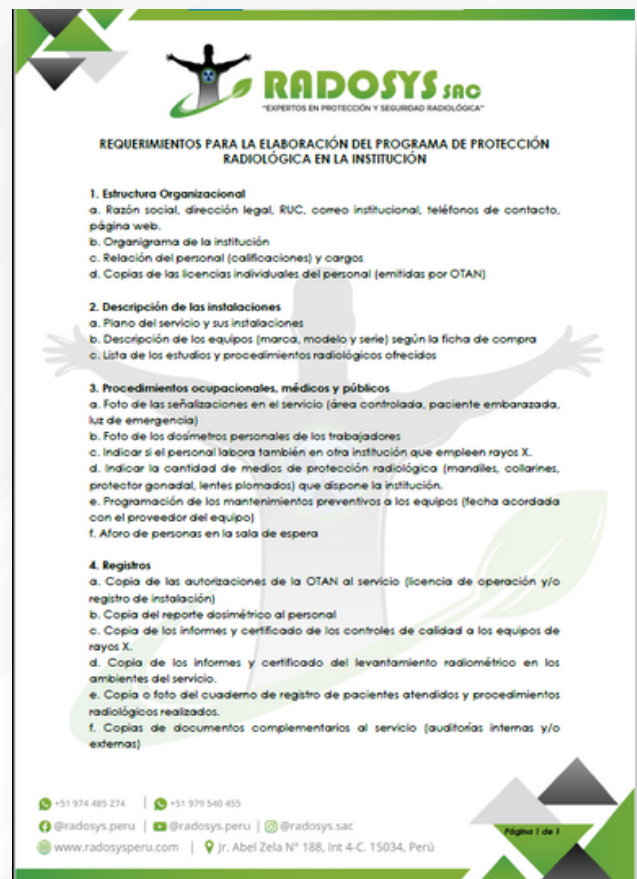 RADOSYS SAC
"EXPERTOS EN PROTECCIÓN Y SEGURIDAD RADIOLÓGICA"
REQUERIMIENTOS PARA LA ELABORACIÓN DEL PROGRAMA DE PROTECCIÓN
RADIOLÓGICA EN LA INSTITUCIÓN
1. Estructura Organizacional
a. Razón social, dirección legal, RUC, correo institucional, teléfonos de contacto,
página web.
b. Organigrama de la institución
c. Relación del personal (calificaciones) y cargos
d. Copias de las licencias individuales del personal (emitidas por OTAN)
2. Descripción de las instalaciones
a. Plano del servicio y sus instalaciones
b. Descripción de los equipos (marca, modelo y serie) según la ficha de compra
c. Lista de los estudios y procedimientos radiológicos ofrecidos
3. Procedimientos ocupacionales, médicos y públicos
a. Foto de las señalizaciones en el servicio (área controlada, paciente embarazada,
luz de emergencia)
b. Foto de los dosímetros personales de los trabajadores
c. Indicar si el personal labora también en otra institución que empleen rayos X.
d. Indicar la cantidad de medios de protección radiológica (mandiles, collarines,
protector gonadal, lentes plomados) que dispone la institución.
e. Programación de los mantenimientos preventivos a los equipos (fecha acordada
con el proveedor del equipo)
f. Aforo de personas en la sala de espera
4. Registros
a. Copia de las autorizaciones de la OTAN al servicio (licencia de operación y/o
registro de instalación)
b. Copia del reporte dosimétrico al personal
c. Copia de los informes y certificado de los controles de calidad a los equipos de
rayos X.
d. Copia de los informes y certificado del levantamiento radiométrico en los
ambientes del servicio.
e. Copia o foto del cuaderno de registro de pacientes atendidos y procedimientos
radiológicos realizados.
f. Copias de documentos complementarios al servicio (auditorías internas y/o
externas)
+51 974 485 274 | +51 979 540 455
@radosys.peru | @radosys.peru | @radosys.sac
www.radosysperu.com | Jr. Abel Zela N° 188, Int 4-C. 15034, Perú
Página 1 de 1